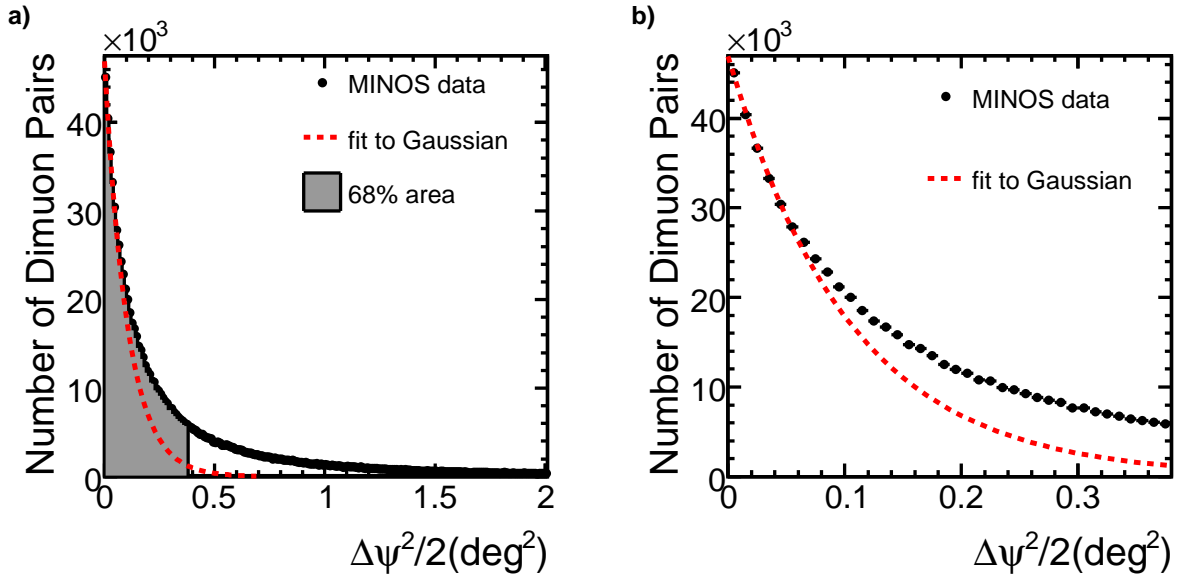 a)
×10³
Number of Dimuon Pairs
40
30
20
10
0
MINOS data
fit to Gaussian
68% area
0 0.5 1 1.5 2
Δψ²/2(deg²)
b)
×10³
Number of Dimuon Pairs
40
30
20
10
0
MINOS data
fit to Gaussian
0 0.1 0.2 0.3
Δψ²/2(deg²)